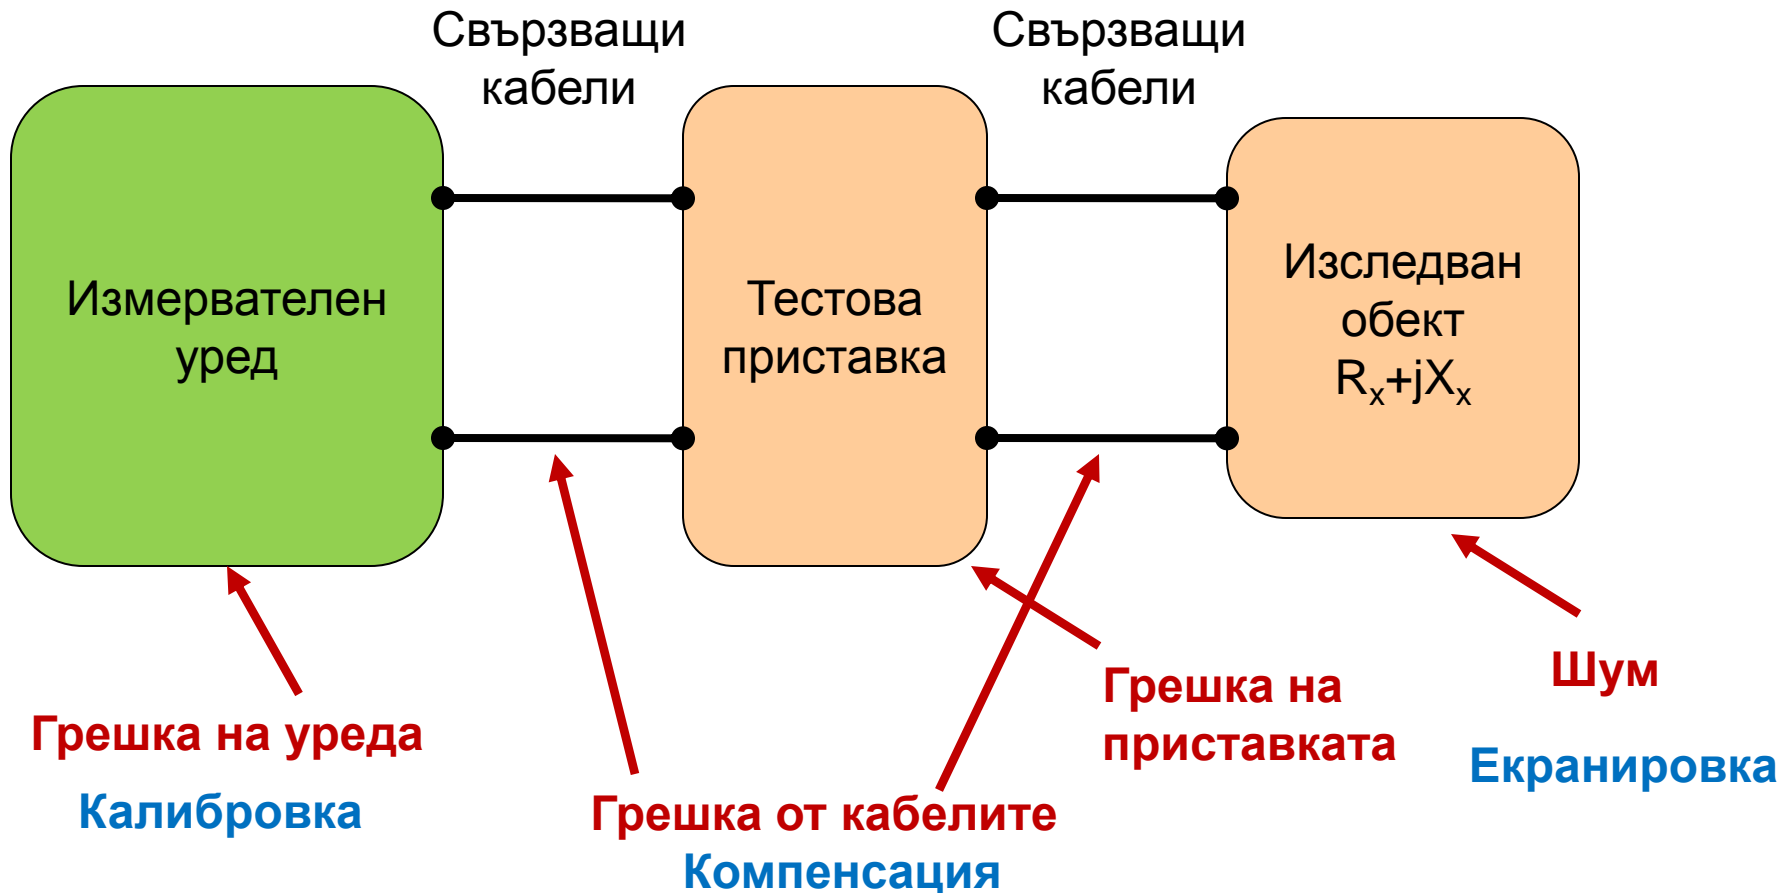 Свързващи
кабели
Свързващи
кабели
Измервателен
уред
Тестова
приставка
Изследван
обект
Rₓ+jXₓ
Грешка на уреда
Калибровка
Грешка от кабелите
Компенсация
Грешка на
приставката
Шум
Екранировка